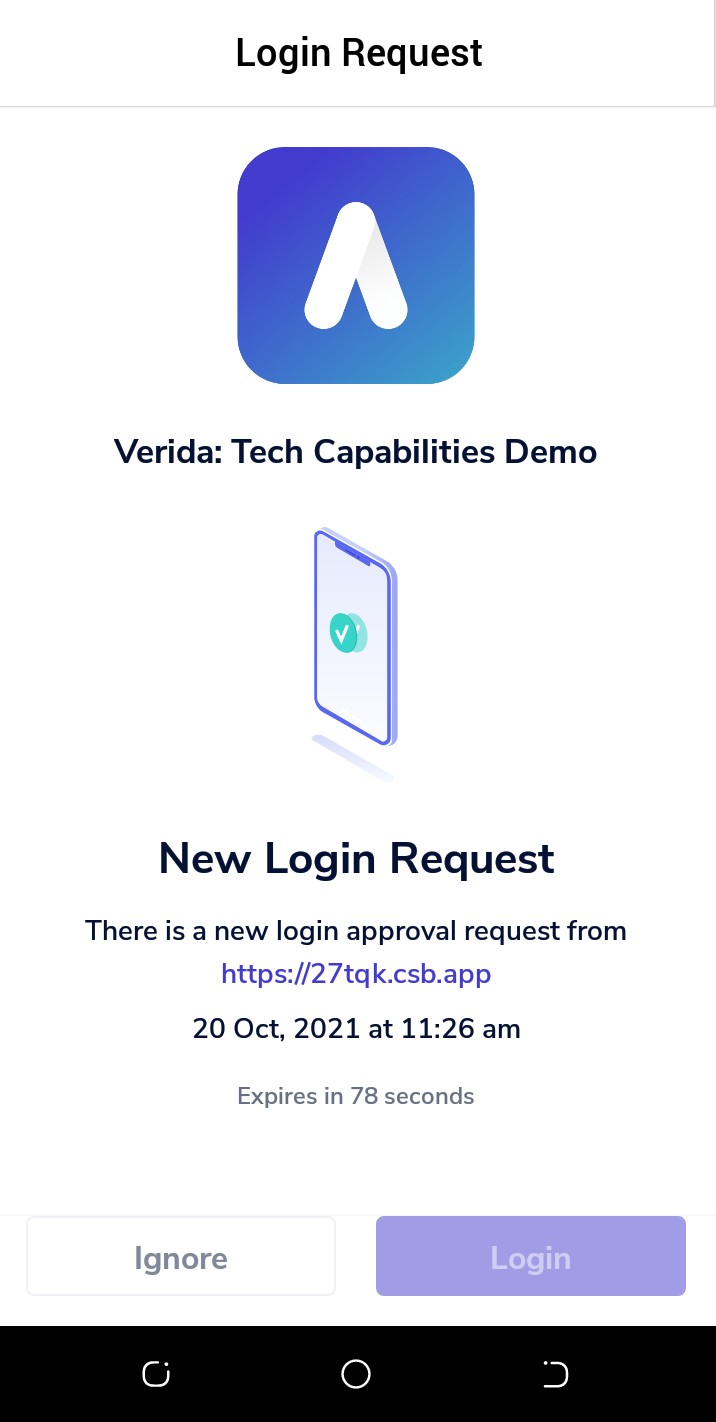 Login Request
Verida: Tech Capabilities Demo
New Login Request
There is a new login approval request from
https://27tqk.csb.app
20 Oct, 2021 at 11:26 am
Expires in 78 seconds
Ignore
Login